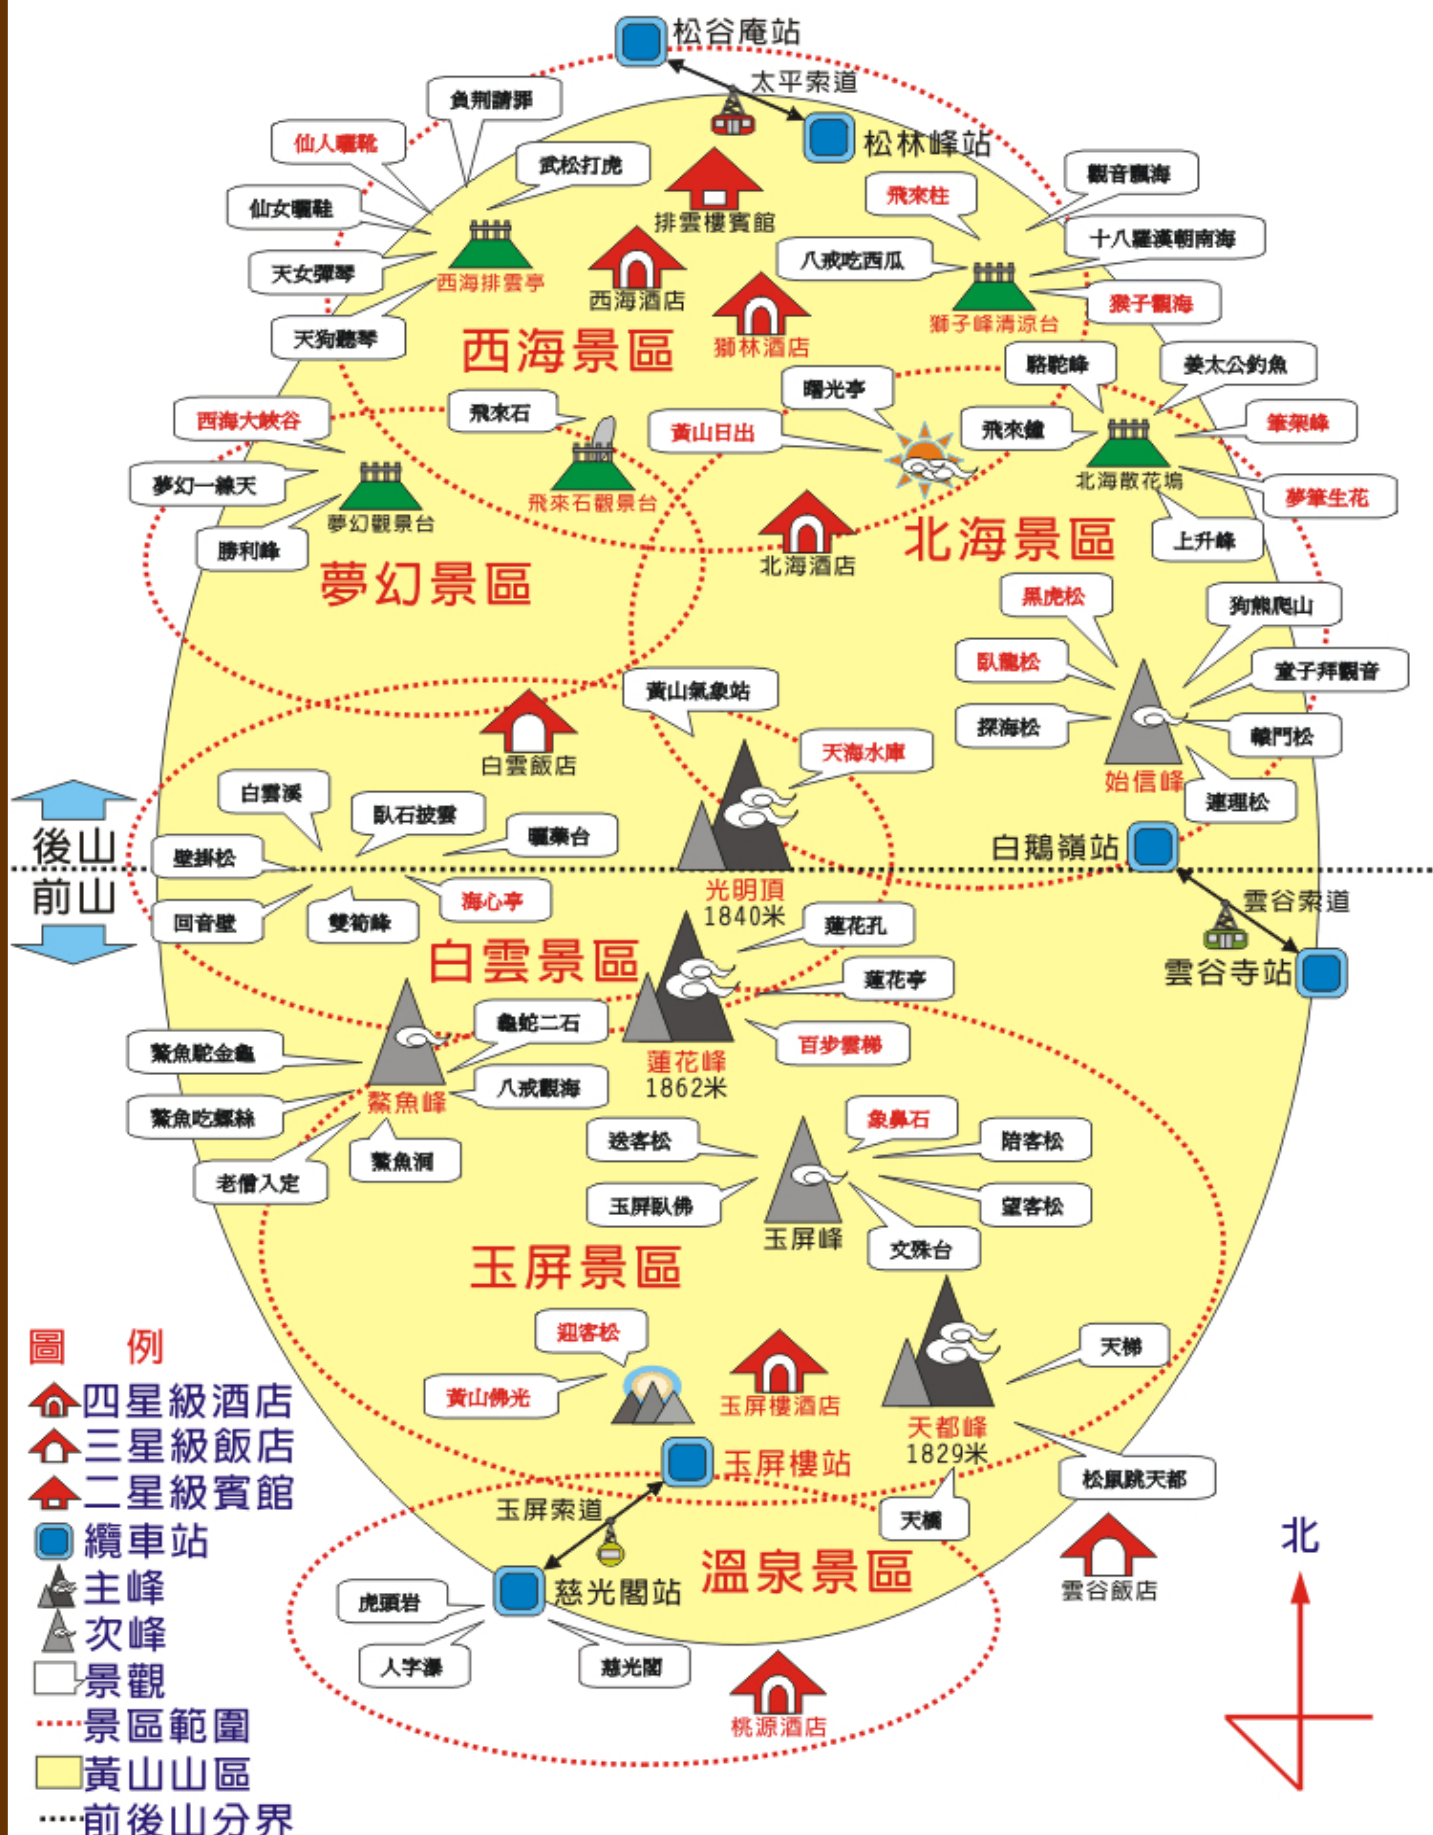 松谷庵站
太平索道
負荆請罪
松林峰站
仙人曬靴
武松打虎
觀音飄海
飛來柱
仙女曬鞋
排雲樓賓館
十八羅漢朝南海
八戒吃西瓜
天女彈琴
西海排雲亭
西海酒店
猴子觀海
獅子峰清涼台
天狗聽琴
西海景區
獅林酒店
駱駝峰
姜太公釣魚
曙光亭
飛來石
西海大峽谷
黃山日出
飛來鐘
筆架峰
夢幻一線天
北海散花塢
夢筆生花
飛來石觀景台
夢幻觀景台
勝利峰
北海景區
上升峰
北海酒店
夢幻景區
黑虎松
狗熊爬山
臥龍松
童子拜觀音
黃山氣象站
探海松
轅門松
天海水庫
白雲飯店
始信峰
白雲溪
連理松
臥石披雲
曬藥台
後山
壁掛松
白鵝嶺站
前山
光明頂
1840米
海心亭
回音壁
雙筍峰
蓮花孔
雲谷索道
白雲景區
雲谷寺站
蓮花亭
龜蛇二石
百步雲梯
鰲魚駝金龜
蓮花峰
1862米
八戒觀海
鰲魚峰
鰲魚吃螺絲
象鼻石
送客松
陪客松
鰲魚洞
老僧入定
玉屏臥佛
望客松
玉屏峰
文殊台
玉屏景區
迎客松
天梯
黃山佛光
玉屏樓酒店
天都峰
1829米
玉屏樓站
松鼠跳天都
玉屏索道
天橋
溫泉景區
慈光閣站
雲谷飯店
虎頭岩
人字瀑
慈光閣
桃源酒店
北
圖 例
四星級酒店
三星級飯店
二星級賓館
纜車站
主峰
次峰
景觀
景區範圍
黃山山區
前後山分界